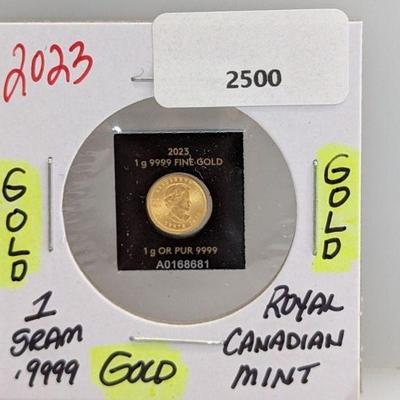 2023
2500
2023
1 g 9999 FINE GOLD
1 g OR PUR 9999
A0168681
GOLD
GOLD
1
GRAM
.9999
GOLD
ROYAL
CANADIAN
MINT